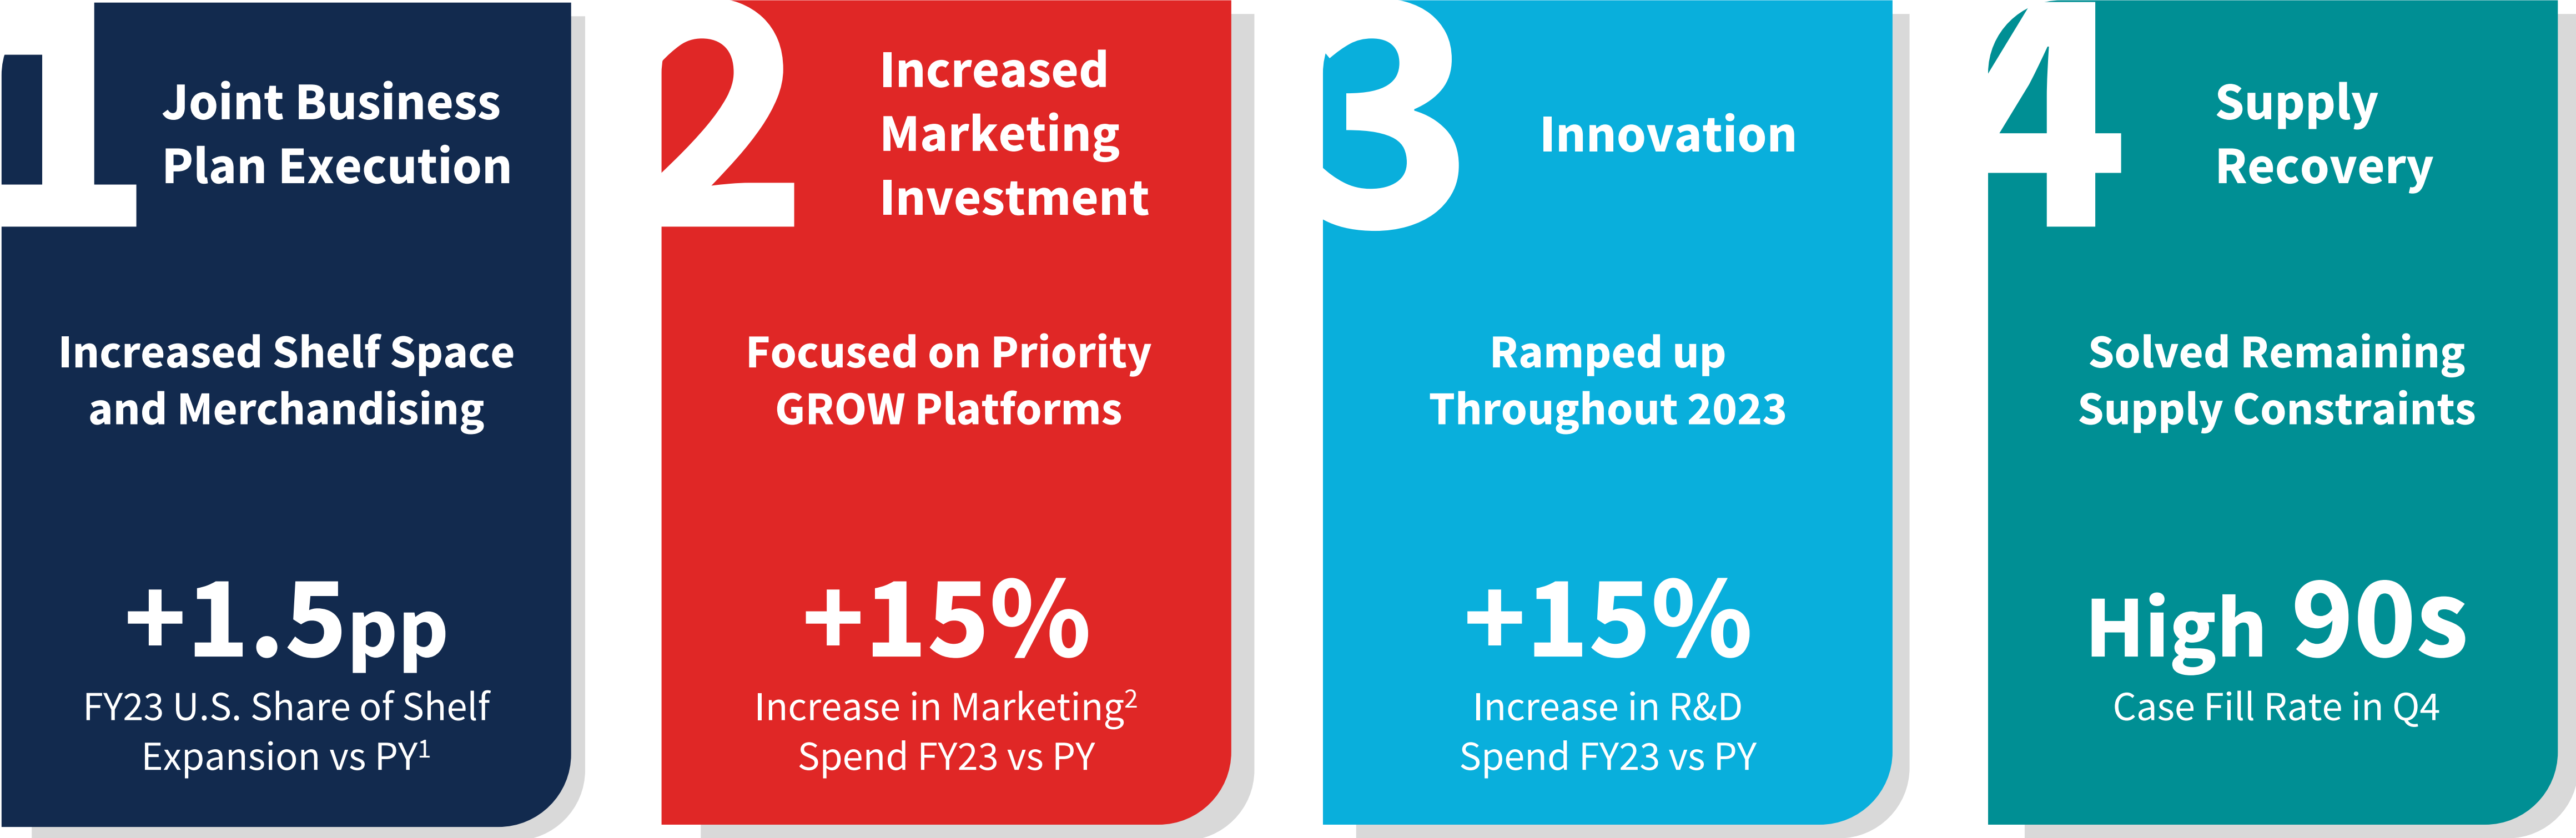 1
Joint Business
Plan Execution
Increased Shelf Space
and Merchandising
+1.5pp
FY23 U.S. Share of Shelf
Expansion vs PY¹
2
Increased
Marketing
Investment
Focused on Priority
GROW Platforms
+15%
Increase in Marketing²
Spend FY23 vs PY
3
Innovation
Ramped up
Throughout 2023
+15%
Increase in R&D
Spend FY23 vs PY
4
Supply
Recovery
Solved Remaining
Supply Constraints
High 90s
Case Fill Rate in Q4